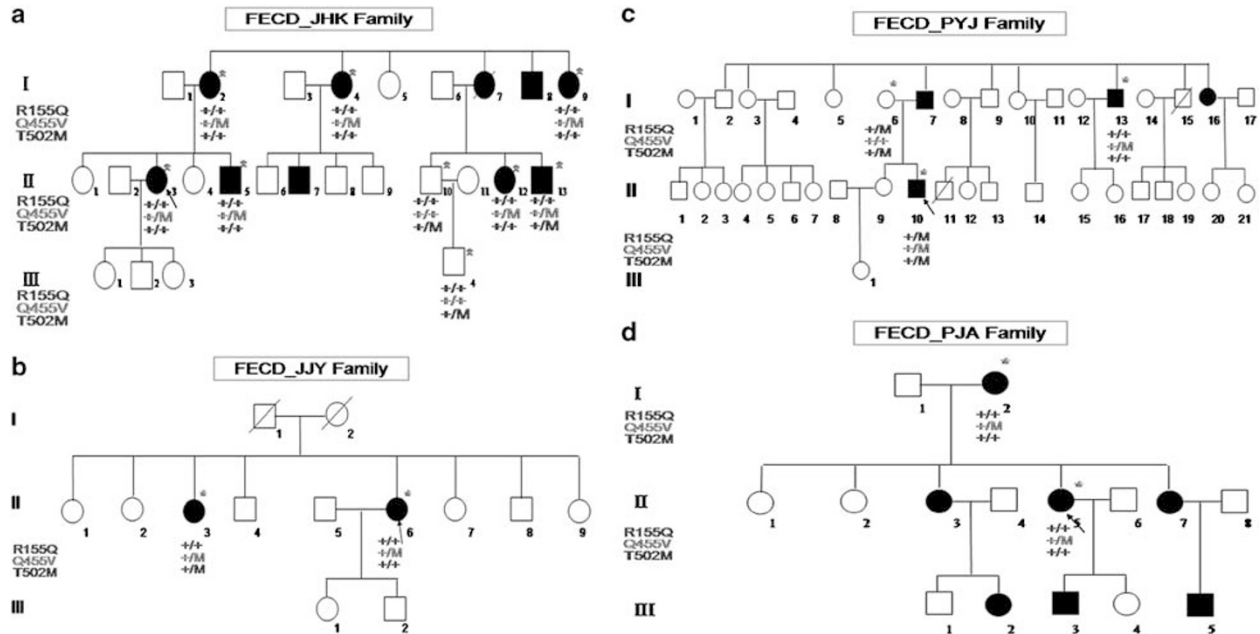 a
FECD_JHK Family
I
1 2 3 4 5 6 7 8 9
R155Q +/+ +/+ +/+
Q455V +/M +/M +/M
T502M +/+ +/+ +/+
II
1 2 3 4 5 6 7 8 9 10 11 12 13
R155Q +/+ +/+ +/+ +/+ +/+
Q455V +/M +/M +/+ +/M +/M
T502M +/+ +/+ +/M
III
1 2 3 4
R155Q +/+
Q455V +/+
T502M +/M
b
FECD_JJY Family
I
1 2
II
1 2 3 4 5 6 7 8 9
R155Q +/+ +/+
Q455V +/M +/M
T502M +/M +/+
III
1 2
c
FECD_PYJ Family
I
1 2 3 4 5 6 7 8 9 10 11 12 13 14 15 16 17
R155Q +/M +/+
Q455V +/+ +/M
T502M +/M +/+
II
1 2 3 4 5 6 7 8 9 10 11 12 13 14 15 16 17 18 19 20 21
R155Q +/M
Q455V +/M
T502M +/M
III
1
d
FECD_PJA Family
I
1 2
R155Q +/+
Q455V +/M
T502M +/+
II
1 2 3 4 5 6 7 8
R155Q +/+
Q455V +/M
T502M +/+
III
1 2 3 4 5